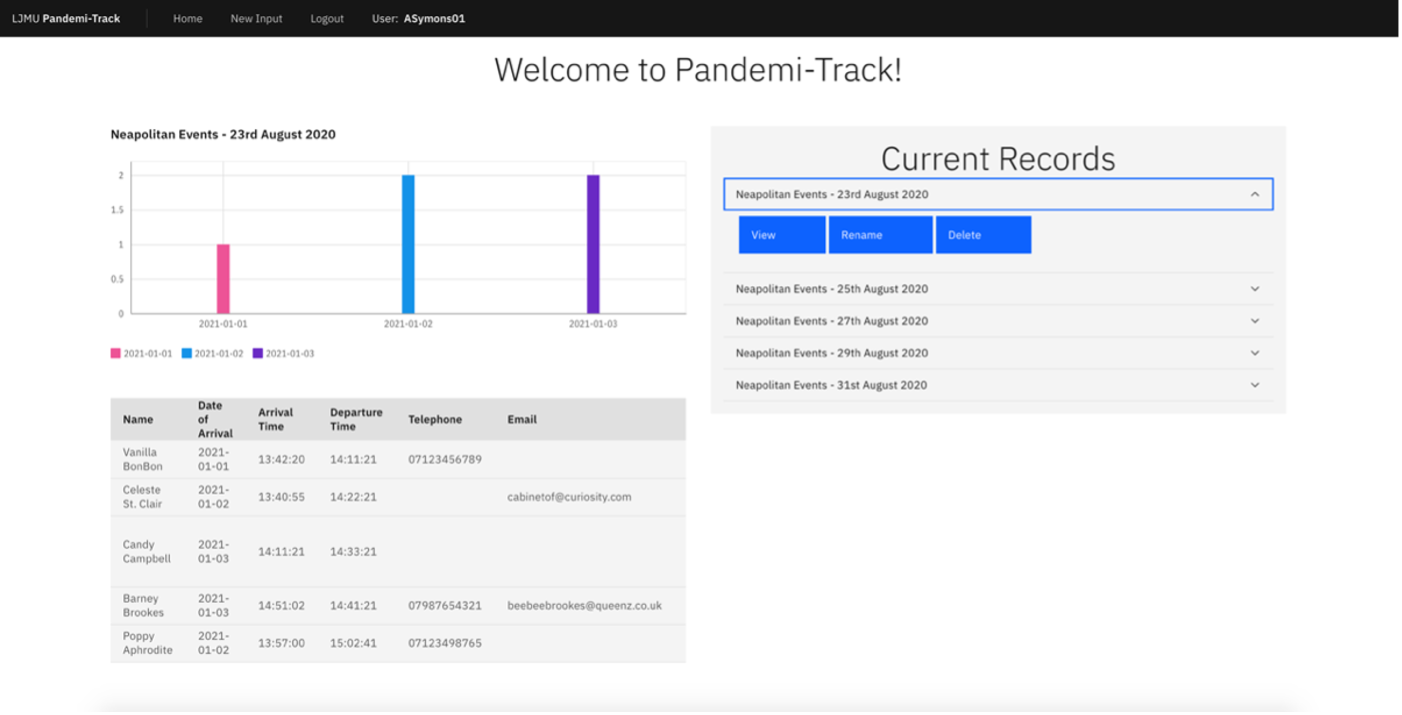 LJMU Pandemi-Track Home New Input Logout User: ASymons01
Welcome to Pandemi-Track!
Neapolitan Events - 23rd August 2020
2
1.5
1
0.5
0
2021-01-01 2021-01-02 2021-01-03
2021-01-01 2021-01-02 2021-01-03
Name Date of Arrival Arrival Time Departure Time Telephone Email
Vanilla BonBon 2021-01-01 13:42:20 14:11:21 07123456789
Celeste St. Clair 2021-01-02 13:40:55 14:22:21 cabinetof@curiosity.com
Candy Campbell 2021-01-03 14:11:21 14:33:21
Barney Brookes 2021-01-03 14:51:02 14:41:21 07987654321 beebeebrookes@queenz.co.uk
Poppy Aphrodite 2021-01-02 13:57:00 15:02:41 07123498765
Current Records
Neapolitan Events - 23rd August 2020
View Rename Delete
Neapolitan Events - 25th August 2020
Neapolitan Events - 27th August 2020
Neapolitan Events - 29th August 2020
Neapolitan Events - 31st August 2020